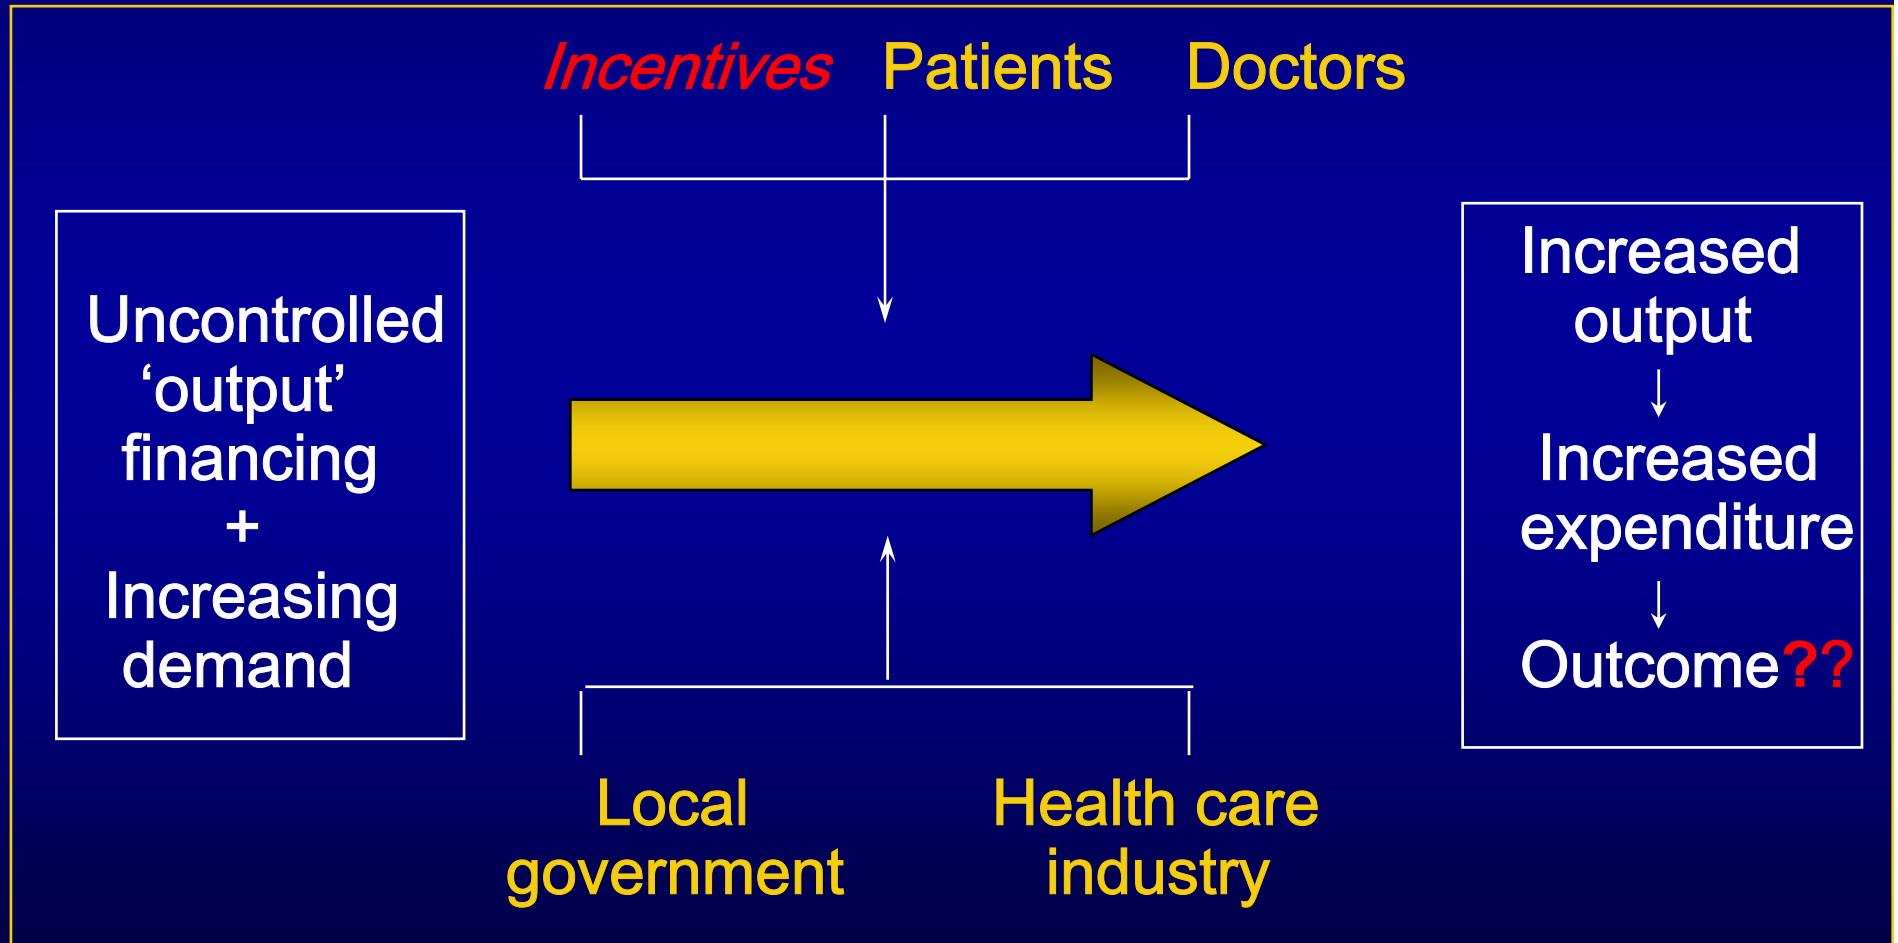 Incentives Patients Doctors
Uncontrolled
‘output’
financing
+
Increasing
demand
Increased
output
Increased
expenditure
Outcome??
Local
government
Health care
industry